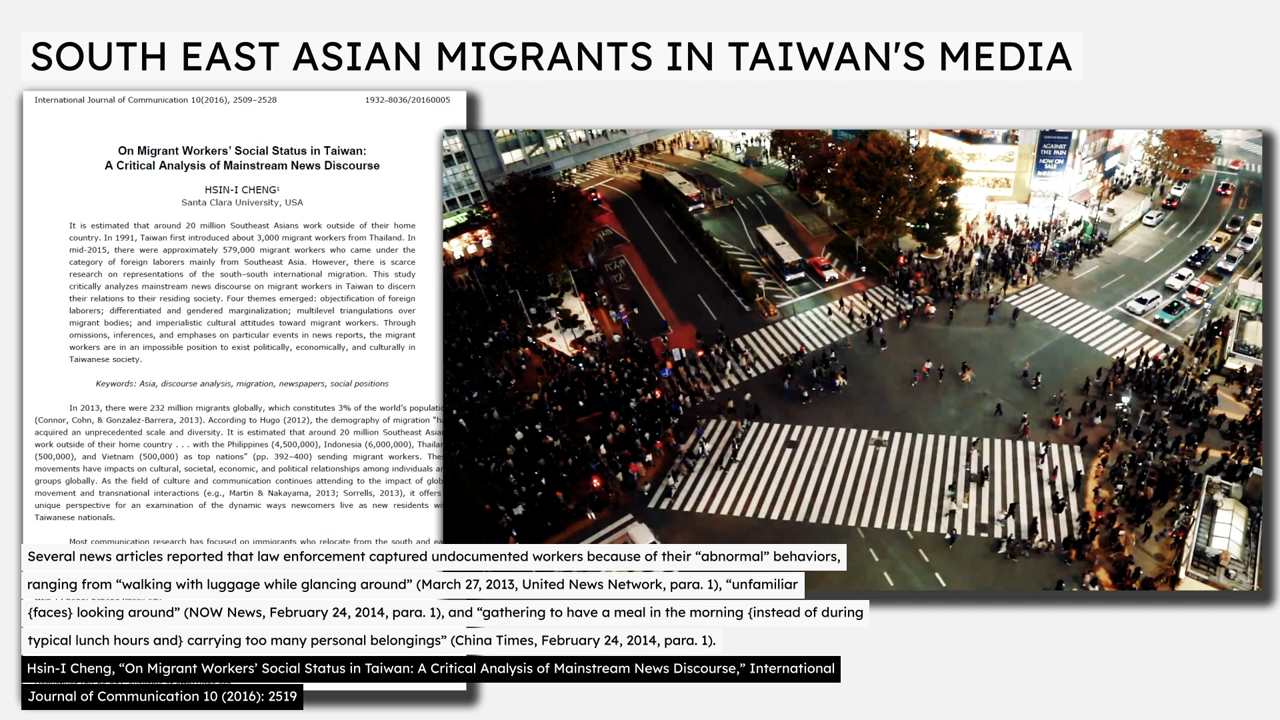 SOUTH EAST ASIAN MIGRANTS IN TAIWAN'S MEDIA
International Journal of Communication 10(2016), 2509–2528 1932–8036/20160005
On Migrant Workers' Social Status in Taiwan:
A Critical Analysis of Mainstream News Discourse
HSIN-I CHENG¹
Santa Clara University, USA
It is estimated that around 20 million Southeast Asians work outside of their home
country. In 1991, Taiwan first introduced about 3,000 migrant workers from Thailand. In
mid-2015, there were approximately 579,000 migrant workers who came under the
category of foreign laborers mainly from Southeast Asia. However, there is scarce
research on representations of the south–south international migration. This study
critically analyzes mainstream news discourse on migrant workers in Taiwan to discern
their relations to their residing society. Four themes emerged: objectification of foreign
laborers; differentiated and gendered marginalization; multilevel triangulations over
migrant bodies; and imperialistic cultural attitudes toward migrant workers. Through
omissions, inferences, and emphases on particular events in news reports, the migrant
workers are in an impossible position to exist politically, economically, and culturally in
Taiwanese society.
Keywords: Asia, discourse analysis, migration, newspapers, social positions
In 2013, there were 232 million migrants globally, which constitutes 3% of the world's
(Connor, Cohn, & Gonzalez-Barrera, 2013). According to Hugo (2012), the demography of migration
acquired an unprecedented scale and diversity. It is estimated that around 20 million Southeast
work outside of their home country . . . with the Philippines (4,500,000), Indonesia (6,000,000),
(500,000), and Vietnam (500,000) as top nations" (pp. 392–400) sending migrant workers.
movements have impacts on cultural, societal, economic, and political relationships among individuals
groups globally. As the field of culture and communication continues attending to the impact of
movement and transnational interactions (e.g., Martin & Nakayama, 2013; Sorrells, 2013), it offers
unique perspective for an examination of the dynamic ways newcomers live as new residents
Taiwanese nationals.
Most communication research has focused on immigrants who relocate from the south and
AGAINST
THE PAIN
NOW ON
SALE
Several news articles reported that law enforcement captured undocumented workers because of their “abnormal” behaviors,
ranging from “walking with luggage while glancing around” (March 27, 2013, United News Network, para. 1), “unfamiliar
{faces} looking around” (NOW News, February 24, 2014, para. 1), and “gathering to have a meal in the morning {instead of during
typical lunch hours and} carrying too many personal belongings” (China Times, February 24, 2014, para. 1).
Hsin-I Cheng, “On Migrant Workers’ Social Status in Taiwan: A Critical Analysis of Mainstream News Discourse,” International
Journal of Communication 10 (2016): 2519